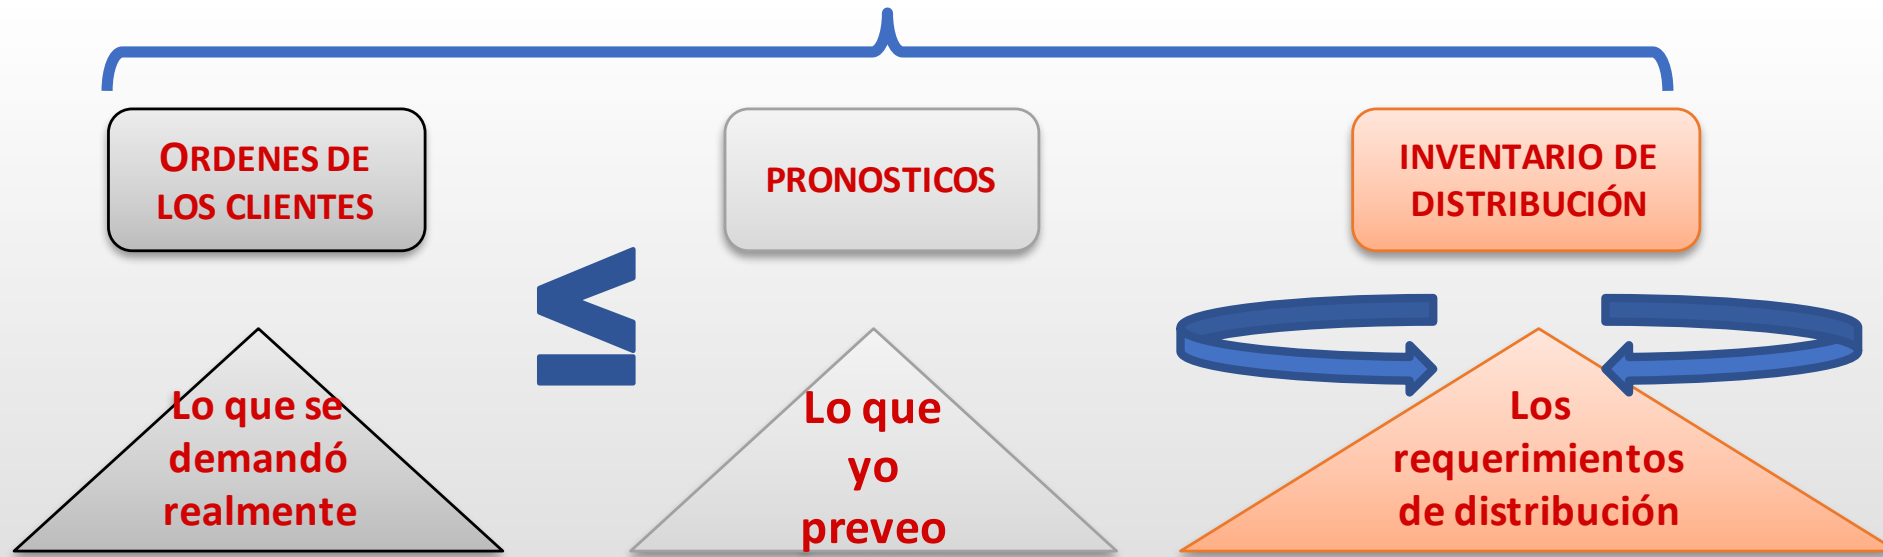 ORDENES DE
LOS CLIENTES
PRONOSTICOS
INVENTARIO DE
DISTRIBUCIÓN
≤
Lo que se
demandó
realmente
Lo que
yo
preveo
Los
requerimientos
de distribución